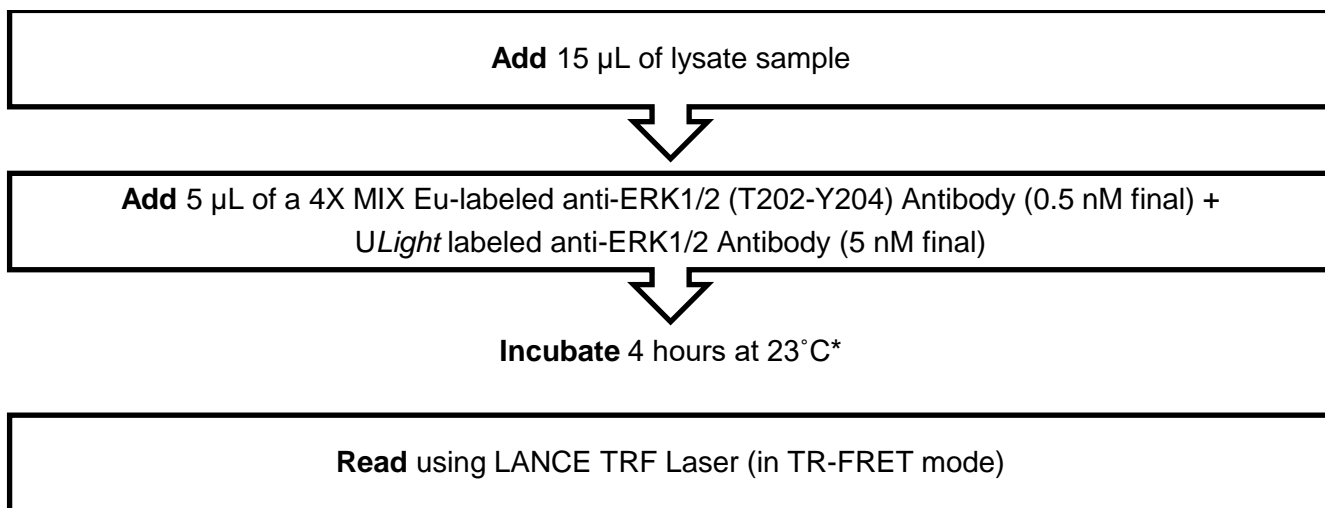 Add 15 µL of lysate sample
Add 5 µL of a 4X MIX Eu-labeled anti-ERK1/2 (T202-Y204) Antibody (0.5 nM final) +
ULight labeled anti-ERK1/2 Antibody (5 nM final)
Incubate 4 hours at 23˚C*
Read using LANCE TRF Laser (in TR-FRET mode)